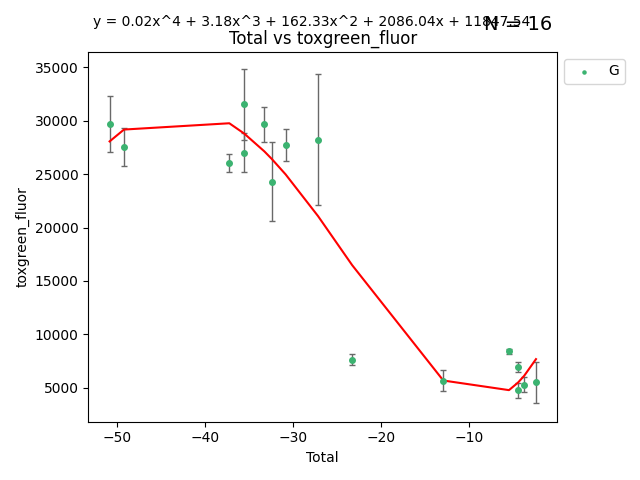 y = 0.02x^4 + 3.18x^3 + 162.33x^2 + 2086.04x + 11847.54
N = 16
Total vs toxgreen_fluor
G
35000
30000
25000
20000
15000
10000
5000
toxgreen_fluor
−50
−40
−30
−20
−10
Total